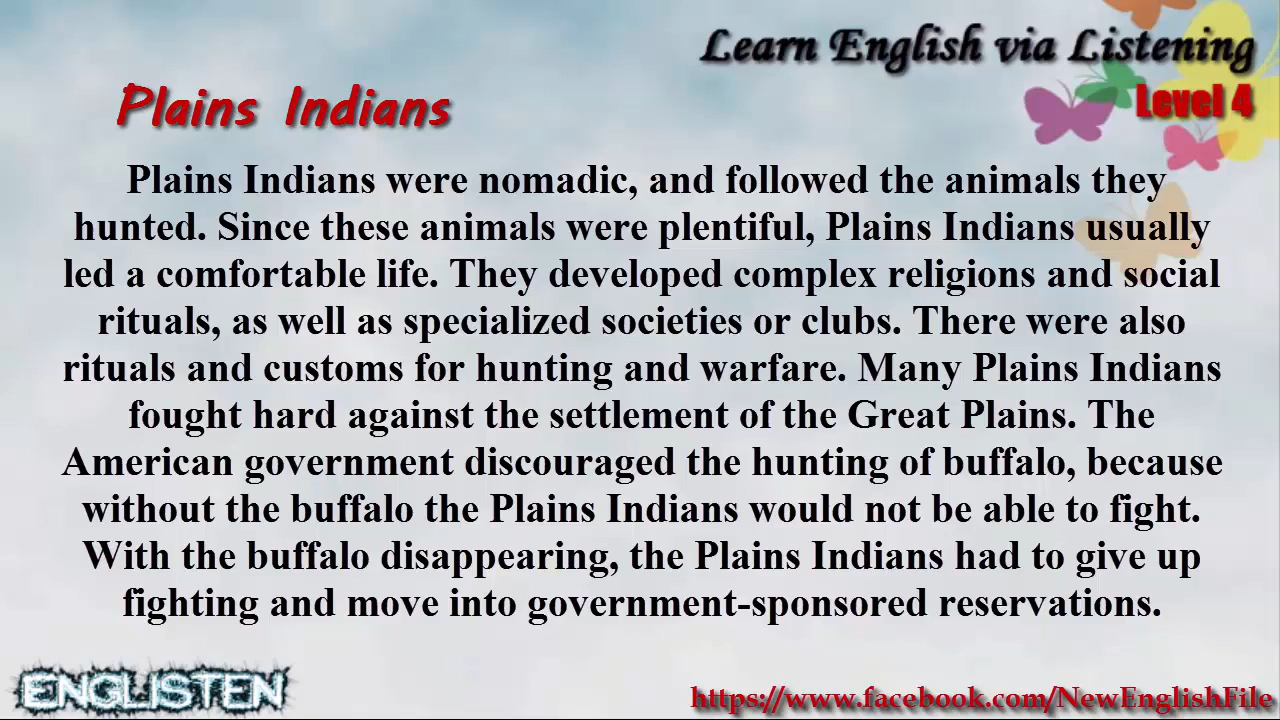 Learn English via Listening
Level 4
Plains Indians
Plains Indians were nomadic, and followed the animals they
hunted. Since these animals were plentiful, Plains Indians usually
led a comfortable life. They developed complex religions and social
rituals, as well as specialized societies or clubs. There were also
rituals and customs for hunting and warfare. Many Plains Indians
fought hard against the settlement of the Great Plains. The
American government discouraged the hunting of buffalo, because
without the buffalo the Plains Indians would not be able to fight.
With the buffalo disappearing, the Plains Indians had to give up
fighting and move into government-sponsored reservations.
ENGLISTEN
https://www.facebook.com/NewEnglishFile